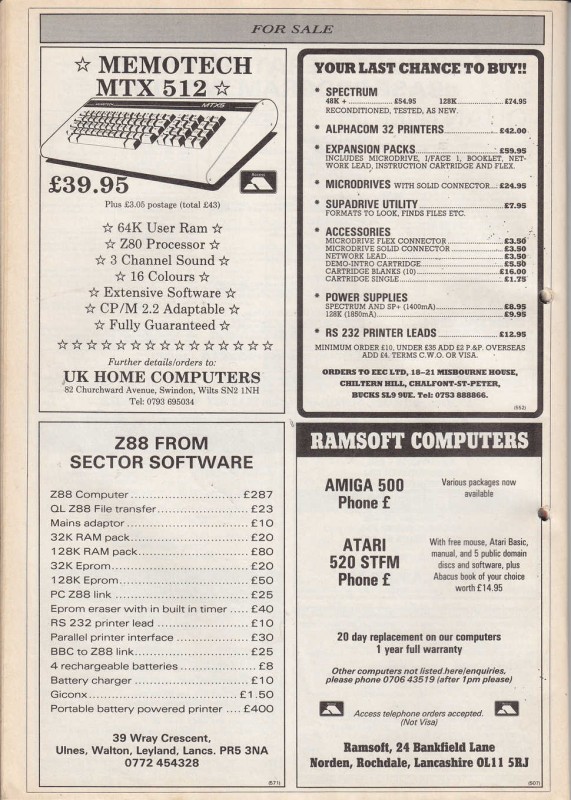 FOR SALE
☆ MEMOTECH
MTX 512 ☆
MTX5
£39.95
Plus £3.05 postage (total £43)
☆ 64K User Ram ☆
☆ Z80 Processor ☆
☆ 3 Channel Sound ☆
☆ 16 Colours ☆
☆ Extensive Software ☆
☆ CP/M 2.2 Adaptable ☆
☆ Fully Guaranteed ☆
☆ ☆ ☆ ☆ ☆ ☆ ☆ ☆ ☆ ☆ ☆ ☆ ☆ ☆ ☆
Further details/orders to:
UK HOME COMPUTERS
82 Churchward Avenue, Swindon, Wilts SN2 1NH
Tel: 0793 695034
YOUR LAST CHANCE TO BUY!!
* SPECTRUM
48K + .................... £54.95 128K .................... £74.95
RECONDITIONED, TESTED, AS NEW.
* ALPHACOM 32 PRINTERS .................... £42.00
* EXPANSION PACKS .................... £59.95
INCLUDES MICRODRIVE, I/FACE 1, BOOKLET, NET-
WORK LEAD, INSTRUCTION CARTRIDGE AND FLEX.
* MICRODRIVES WITH SOLID CONNECTOR .... £24.95
* SUPADRIVE UTILITY .................... £7.95
FORMATS TO LOOK, FINDS FILES ETC.
* ACCESSORIES
MICRODRIVE FLEX CONNECTOR .................... £3.50
MICRODRIVE SOLID CONNECTOR .................... £3.50
NETWORK LEAD .................... £3.50
DEMO-INTRO CARTRIDGE .................... £5.50
CARTRIDGE BLANKS (10) .................... £16.00
CARTRIDGE SINGLE .................... £1.75
* POWER SUPPLIES
SPECTRUM AND SP+ (1400mA) .................... £8.95
128K (1850mA) .................... £9.95
* RS 232 PRINTER LEADS .................... £12.95
MINIMUM ORDER £10, UNDER £35 ADD £2 P&P. OVERSEAS
ADD £4. TERMS C.W.O. OR VISA.
ORDERS TO EEC LTD, 18-21 MISBOURNE HOUSE,
CHILTERN HILL, CHALFONT-ST-PETER,
BUCKS SL9 9UE. Tel: 0753 888866.
(552)
Z88 FROM
SECTOR SOFTWARE
Z88 Computer .................... £287
QL Z88 File transfer .................... £23
Mains adaptor .................... £10
32K RAM pack .................... £20
128K RAM pack .................... £80
32K Eprom .................... £20
128K Eprom .................... £50
PC Z88 link .................... £25
Eprom eraser with in built in timer ..... £40
RS 232 printer lead .................... £10
Parallel printer interface .................... £30
BBC to Z88 link .................... £25
4 rechargeable batteries .................... £8
Battery charger .................... £10
Giconx .................... £1.50
Portable battery powered printer .... £400
39 Wray Crescent,
Ulnes, Walton, Leyland, Lancs. PR5 3NA
0772 454328
(571)
RAMSOFT COMPUTERS
AMIGA 500
Phone £
Various packages now
available
ATARI
520 STFM
Phone £
With free mouse, Atari Basic,
manual, and 5 public domain
discs and software, plus
Abacus book of your choice
worth £14.95
20 day replacement on our computers
1 year full warranty
Other computers not listed here/enquiries,
please phone 0706 43519 (after 1pm please)
Access telephone orders accepted.
(Not Visa)
Ramsoft, 24 Bankfield Lane
Norden, Rochdale, Lancashire OL11 5RJ
(507)